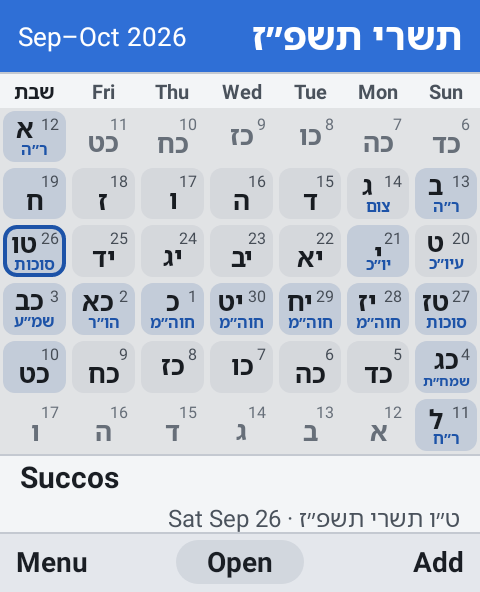 תשרי תשפ״ז
Sep–Oct 2026
Sun Mon Tue Wed Thu Fri שבת
6 כד 7 כה 8 כו 9 כז 10 כח 11 כט 12 א
ר״ה
13 ב 14 ג 15 ד 16 ה 17 ו 18 ז 19 ח
ר״ה צום
20 ט 21 י 22 יא 23 יב 24 יג 25 יד 26 טו
עיו״כ יו״כ סוכות
27 טז 28 יז 29 יח 30 יט 1 כ 2 כא 3 כב
סוכות חוה״מ חוה״מ חוה״מ חוה״מ הו״ר שמ״ע
4 כג 5 כד 6 כה 7 כו 8 כז 9 כח 10 כט
שמח״ת
11 ל 12 א 13 ב 14 ג 15 ד 16 ה 17 ו
ר״ח
Succos
ט״ו תשרי תשפ״ז · Sat Sep 26
Menu Open Add